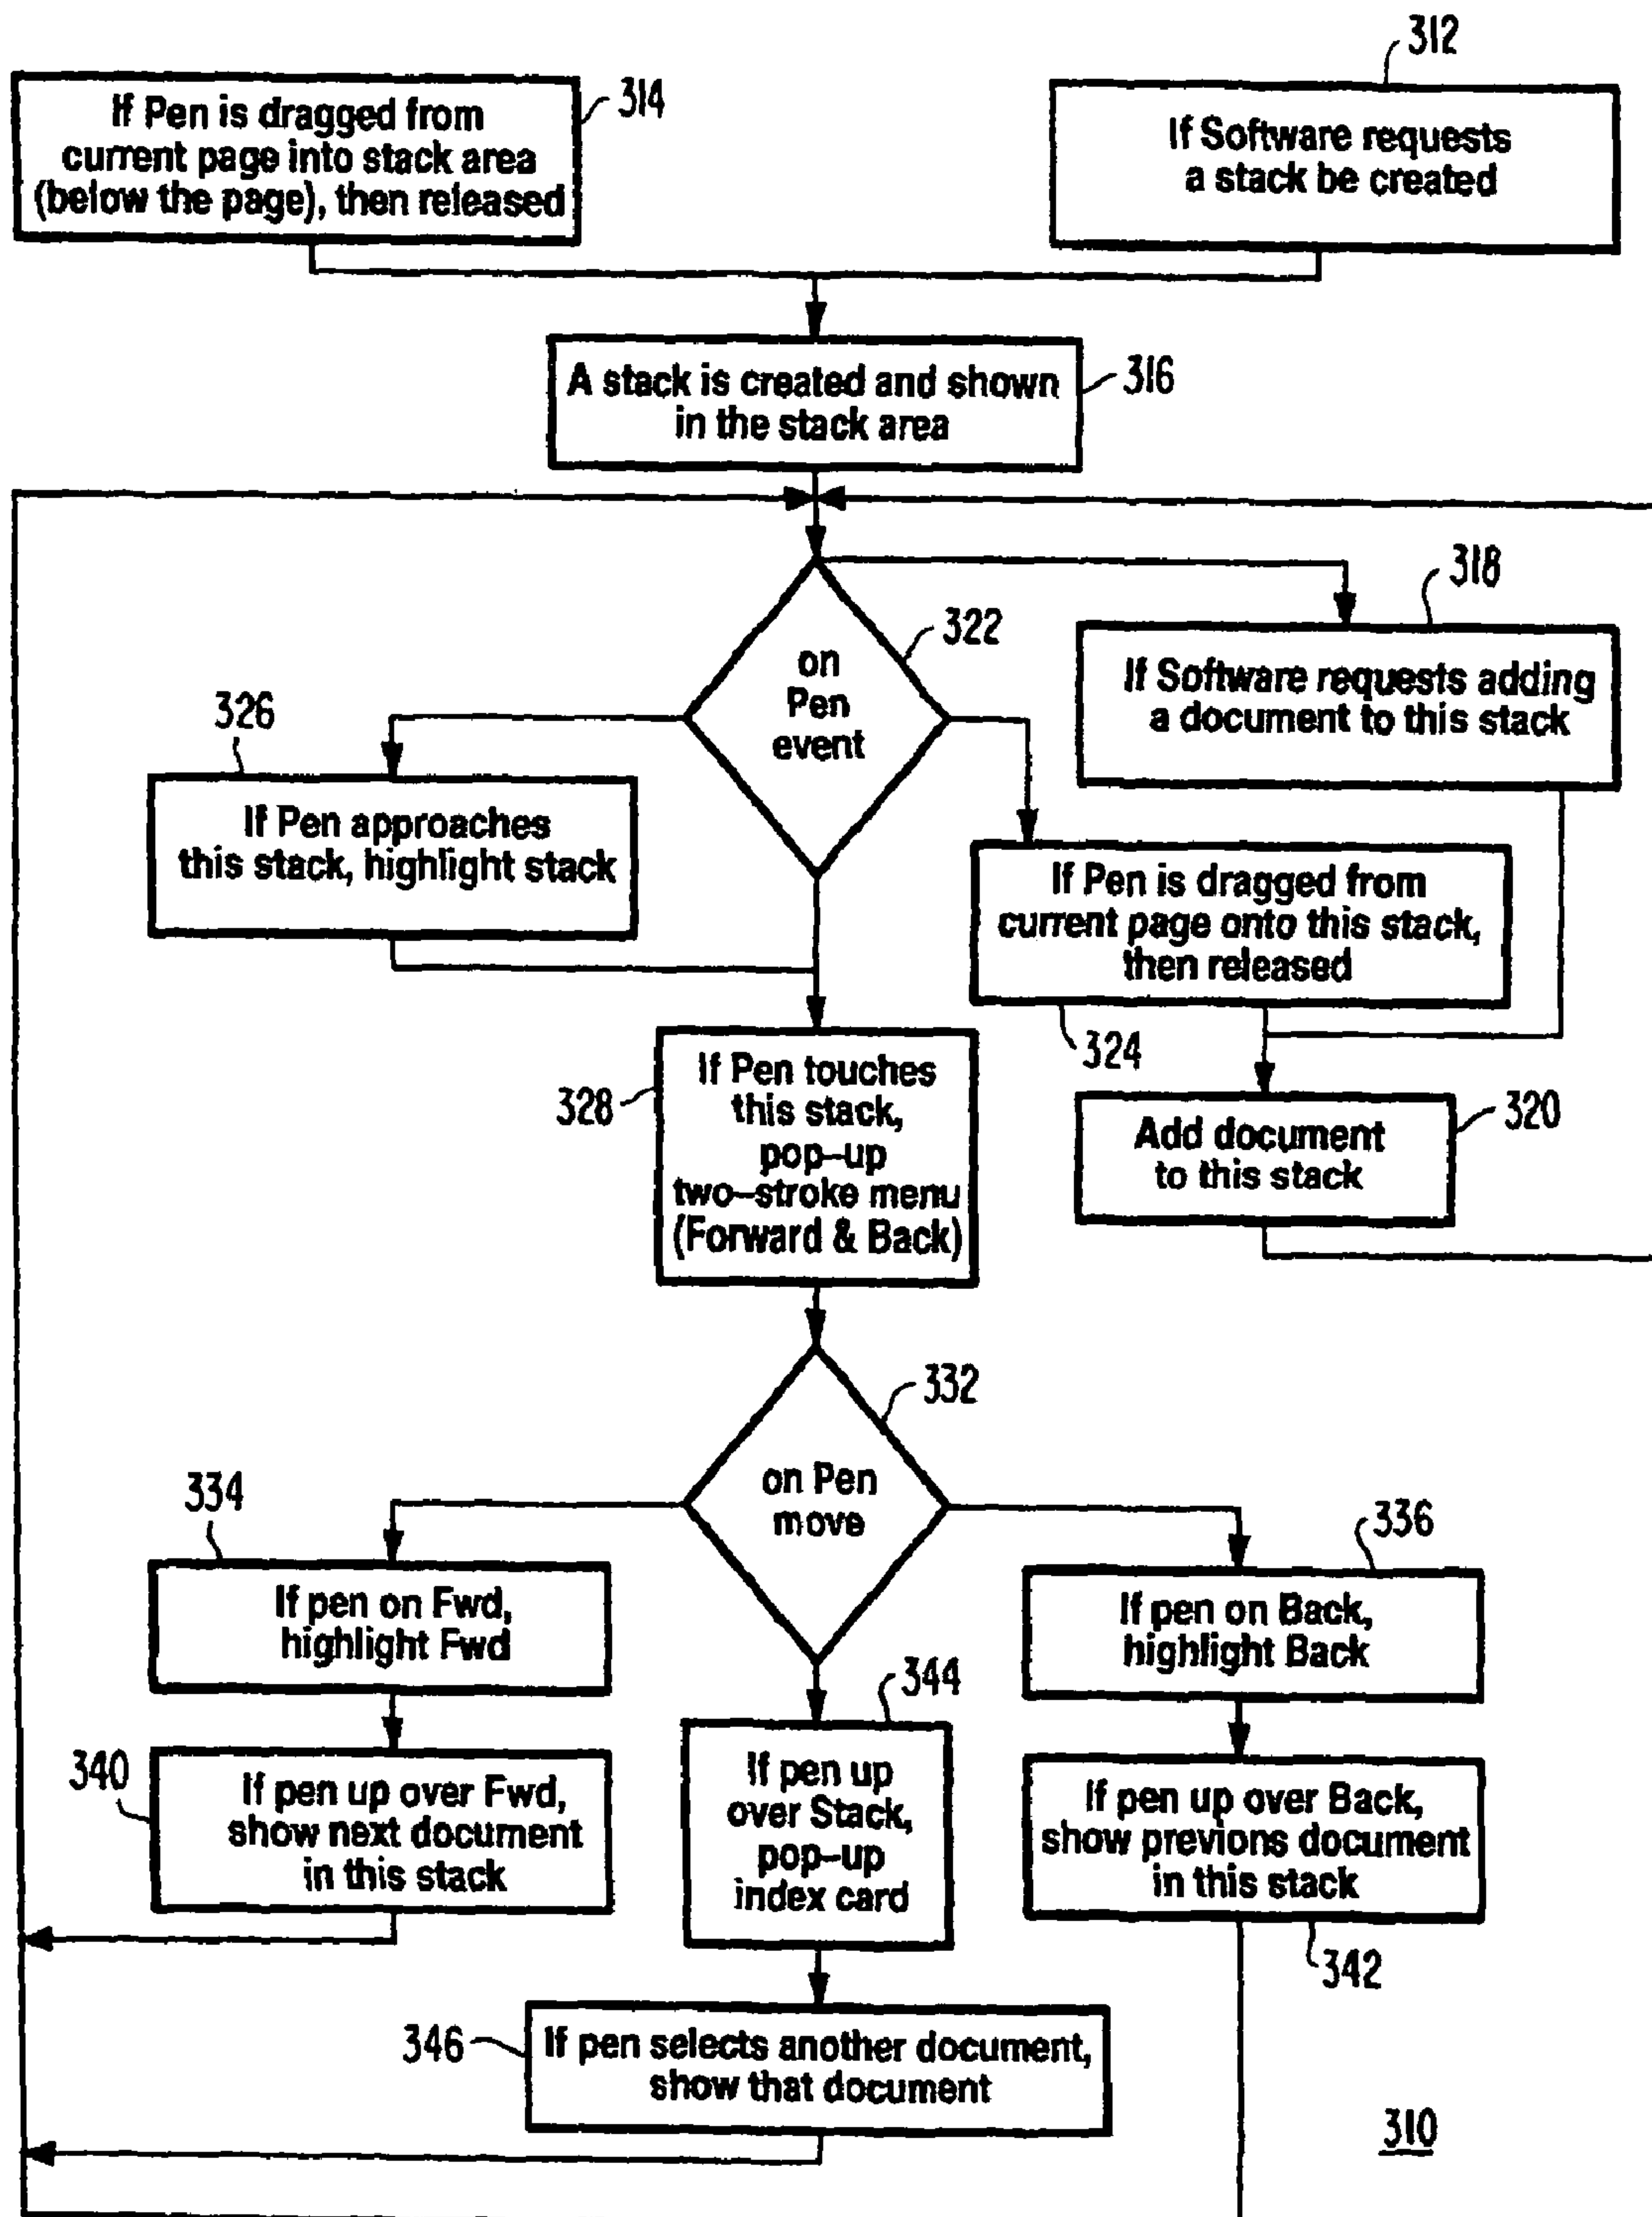 312
314
If Pen is dragged from
current page into stack area
(below the page), then released
If Software requests
a stack be created
A stack is created and shown
in the stack area
316
318
322
on
Pen
event
If Software requests adding
a document to this stack
326
If Pen approaches
this stack, highlight stack
If Pen is dragged from
current page onto this stack,
then released
324
328
If Pen touches
this stack,
pop-up
two-stroke menu
(Forward & Back)
320
Add document
to this stack
332
on Pen
move
334
336
If pen on Fwd,
highlight Fwd
If pen on Back,
highlight Back
344
340
If pen up over Fwd,
show next document
in this stack
If pen up
over Stack,
pop-up
index card
If pen up over Back,
show previons document
in this stack
342
346
If pen selects another document,
show that document
310